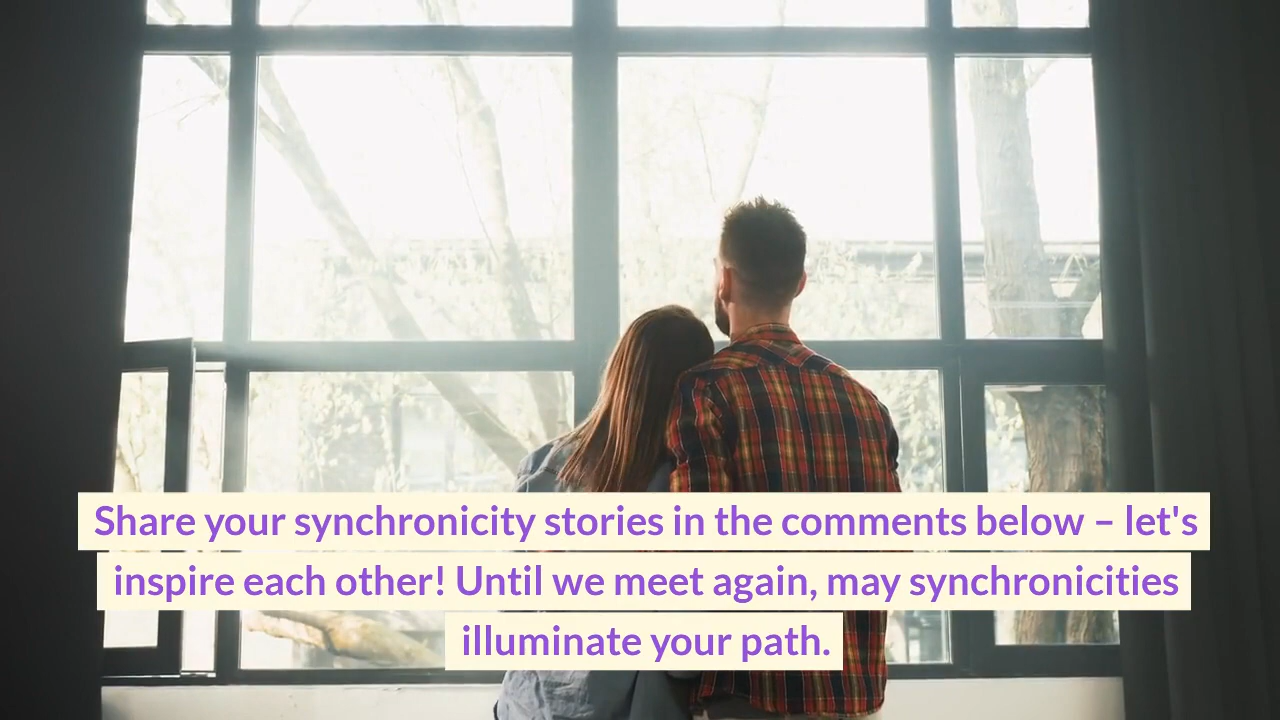 Share your synchronicity stories in the comments below – let's
inspire each other! Until we meet again, may synchronicities
illuminate your path.